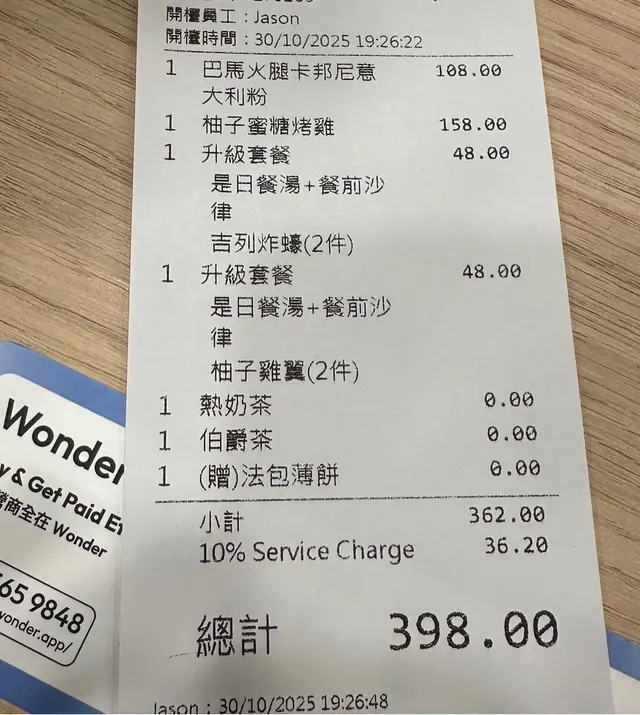 開檯員工：Jason
開檯時間：30/10/2025 19:26:22
1 巴馬火腿卡邦尼意 108.00
大利粉
1 柚子蜜糖烤雞 158.00
1 升級套餐 48.00
是日餐湯+餐前沙
律
吉列炸蠔(2件)
1 升級套餐 48.00
是日餐湯+餐前沙
律
柚子雞翼(2件)
1 熱奶茶 0.00
1 伯爵茶 0.00
1 (贈)法包薄餅 0.00
小計 362.00
10% Service Charge 36.20
總計 398.00
Jason : 30/10/2025 19:26:48
Wonder
y & Get Paid E
商全在 Wonder
65 9848
wonder.app/